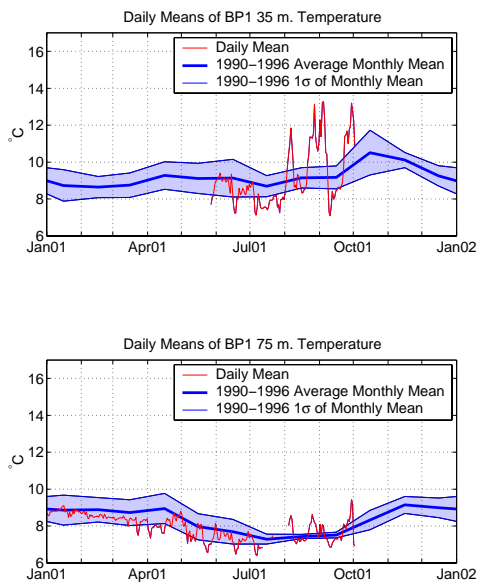 Daily Means of BP1 35 m. Temperature
16
14
12
10
8
6
°C
Daily Mean
1990−1996 Average Monthly Mean
1990−1996 1σ of Monthly Mean
Jan01 Apr01 Jul01 Oct01 Jan02
Daily Means of BP1 75 m. Temperature
16
14
12
10
8
6
°C
Daily Mean
1990−1996 Average Monthly Mean
1990−1996 1σ of Monthly Mean
Jan01 Apr01 Jul01 Oct01 Jan02